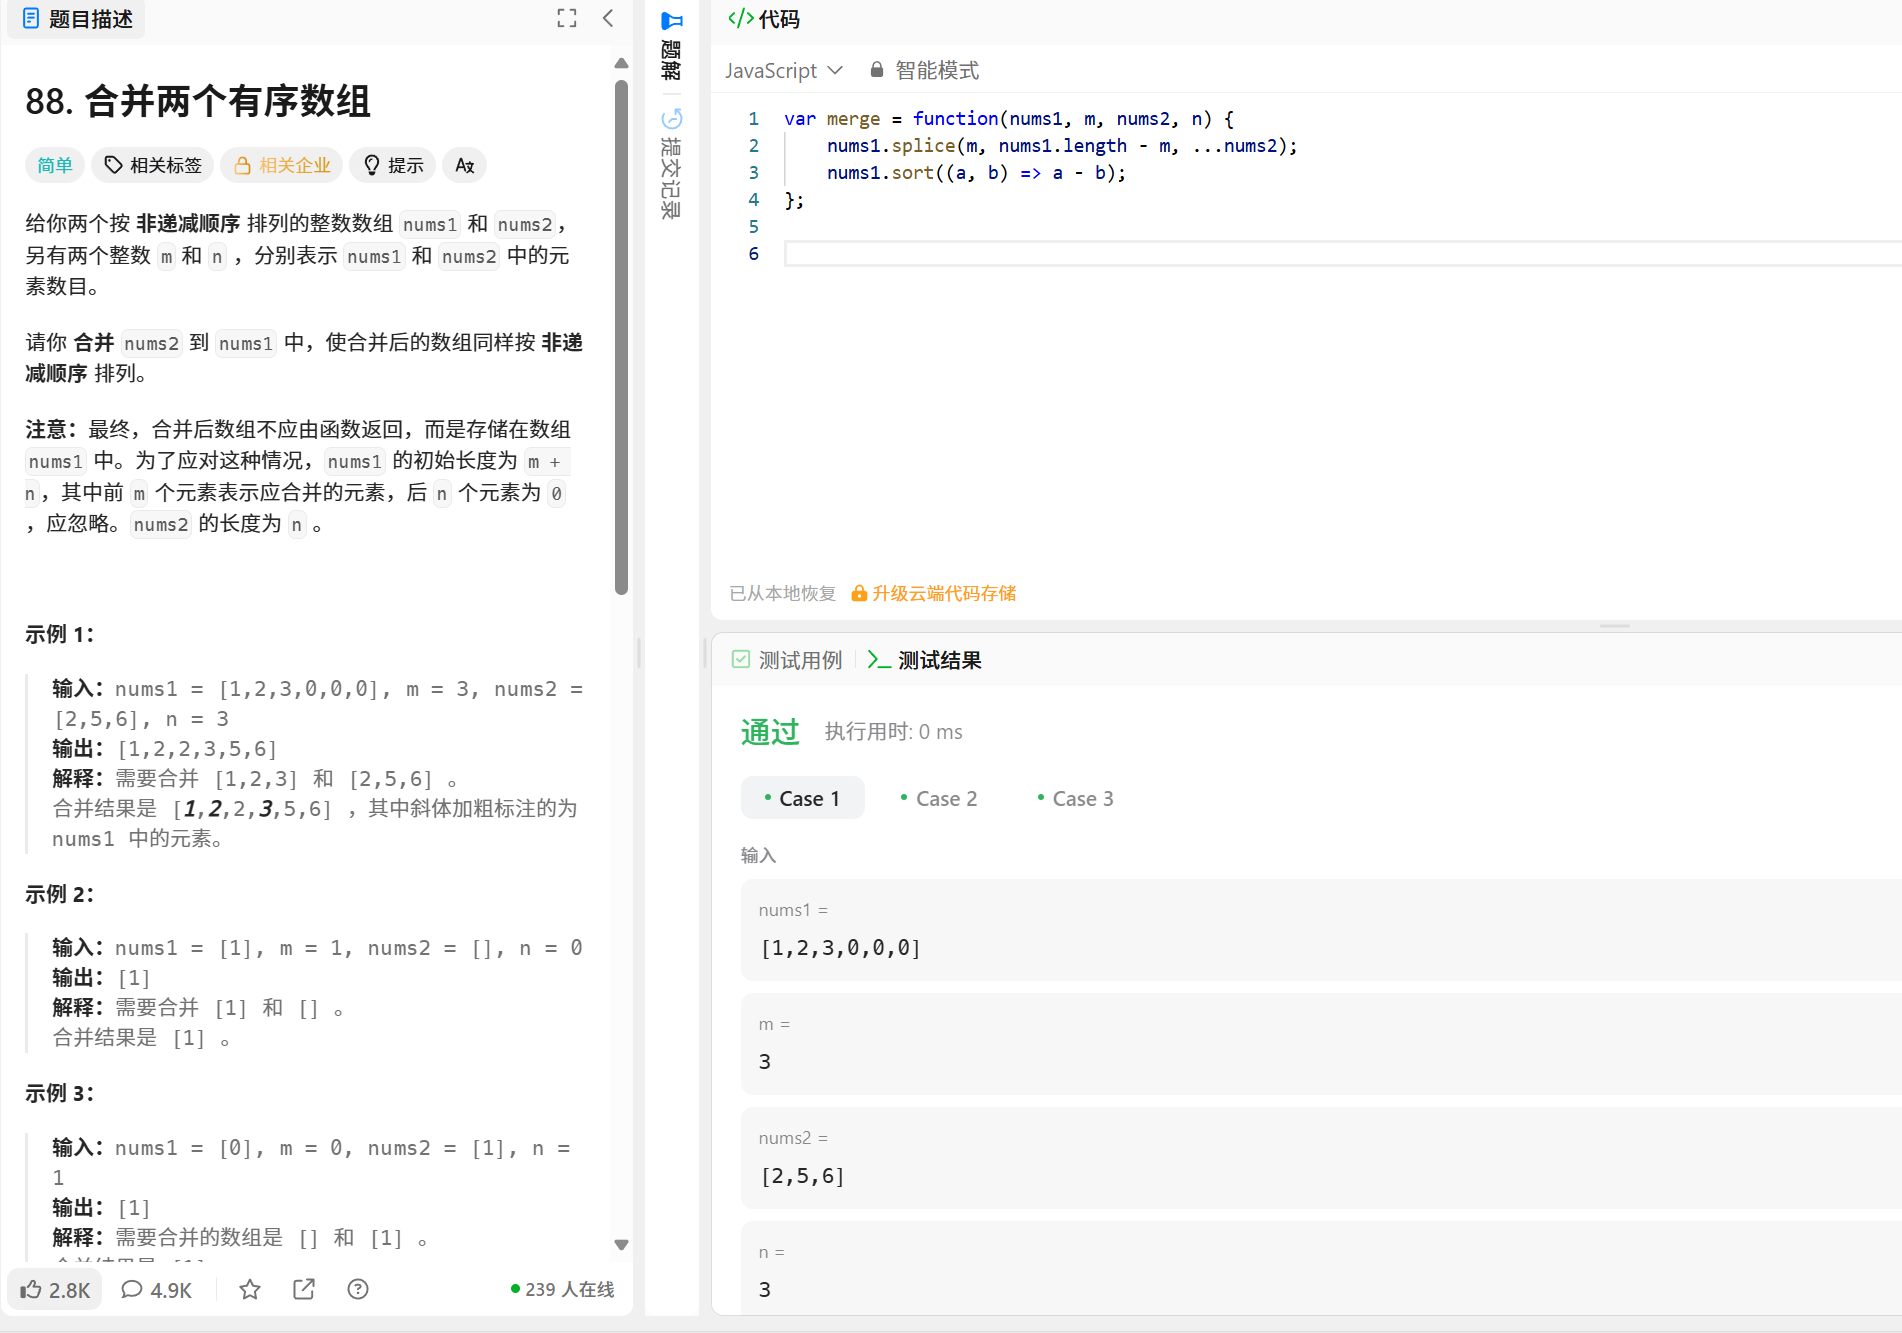 题目描述
88. 合并两个有序数组
简单 相关标签 相关企业 提示
给你两个按 非递减顺序 排列的整数数组 nums1 和 nums2，
另有两个整数 m 和 n ，分别表示 nums1 和 nums2 中的元
素数目。
请你 合并 nums2 到 nums1 中，使合并后的数组同样按 非递
减顺序 排列。
注意：最终，合并后数组不应由函数返回，而是存储在数组
nums1 中。为了应对这种情况，nums1 的初始长度为 m +
n，其中前 m 个元素表示应合并的元素，后 n 个元素为 0
，应忽略。nums2 的长度为 n 。
示例 1：
输入：nums1 = [1,2,3,0,0,0], m = 3, nums2 =
[2,5,6], n = 3
输出：[1,2,2,3,5,6]
解释：需要合并 [1,2,3] 和 [2,5,6] 。
合并结果是 [1,2,2,3,5,6] ，其中斜体加粗标注的为
nums1 中的元素。
示例 2：
输入：nums1 = [1], m = 1, nums2 = [], n = 0
输出：[1]
解释：需要合并 [1] 和 [] 。
合并结果是 [1] 。
示例 3：
输入：nums1 = [0], m = 0, nums2 = [1], n =
1
输出：[1]
解释：需要合并的数组是 [] 和 [1] 。
2.8K 4.9K 239 人在线
题解
提交记录
</> 代码
JavaScript 智能模式
1 var merge = function(nums1, m, nums2, n) {
2 nums1.splice(m, nums1.length - m, ...nums2);
3 nums1.sort((a, b) => a - b);
4 };
5
6
已从本地恢复 升级云端代码存储
测试用例 测试结果
通过 执行用时: 0 ms
Case 1 Case 2 Case 3
输入
nums1 =
[1,2,3,0,0,0]
m =
3
nums2 =
[2,5,6]
n =
3